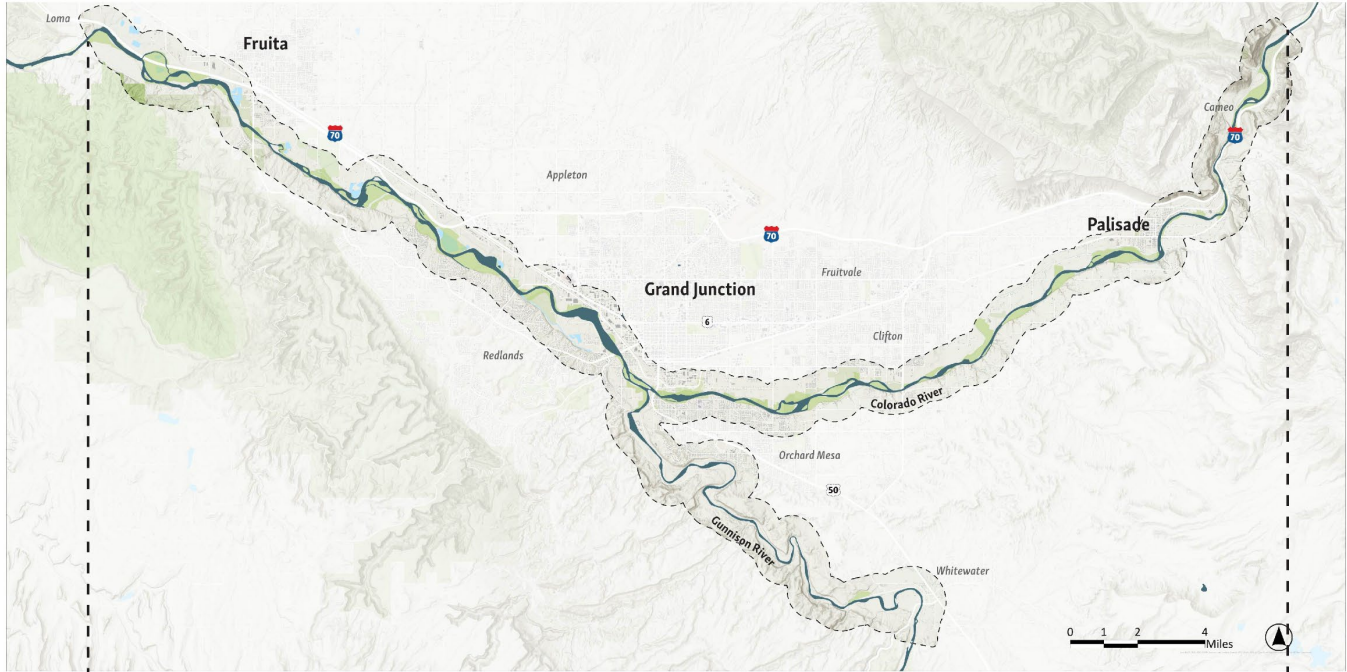 Loma
Fruita
70
Cameo
70
Appleton
Palisade
70
Fruitvale
Grand Junction
6
Clifton
Redlands
Colorado River
Orchard Mesa
50
Gunnison River
Whitewater
0 1 2 4
Miles